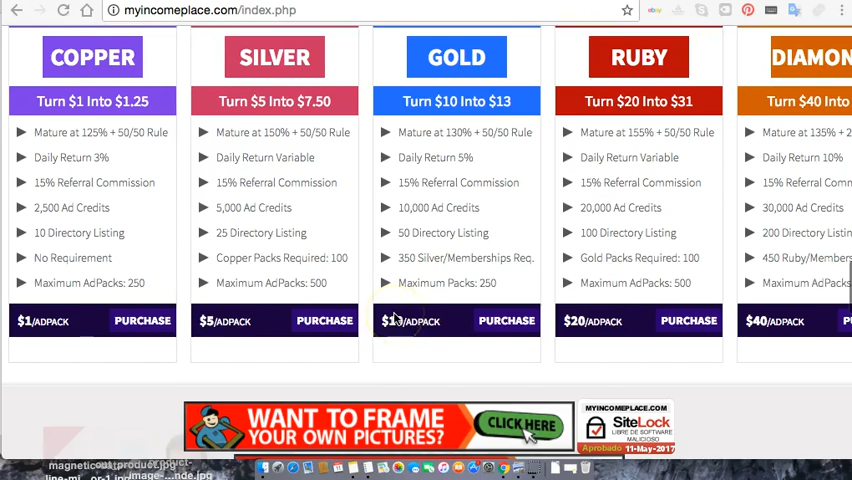 myincomeplace.com/index.php
ebay
COPPER
Turn $1 Into $1.25
Mature at 125% + 50/50 Rule
Daily Return 3%
15% Referral Commission
2,500 Ad Credits
10 Directory Listing
No Requirement
Maximum AdPacks: 250
$1/ADPACK PURCHASE
SILVER
Turn $5 Into $7.50
Mature at 150% + 50/50 Rule
Daily Return Variable
15% Referral Commission
5,000 Ad Credits
25 Directory Listing
Copper Packs Required: 100
Maximum AdPacks: 500
$5/ADPACK PURCHASE
GOLD
Turn $10 Into $13
Mature at 130% + 50/50 Rule
Daily Return 5%
15% Referral Commission
10,000 Ad Credits
50 Directory Listing
350 Silver/Memberships Req.
Maximum Packs: 250
/ADPACK PURCHASE
RUBY
Turn $20 Into $31
Mature at 155% + 50/50 Rule
Daily Return Variable
15% Referral Commission
20,000 Ad Credits
100 Directory Listing
Gold Packs Required: 100
Maximum AdPacks: 500
$20/ADPACK PURCHASE
DIAMON
Turn $40 Into
Mature at 135% + 2
Daily Return 10%
15% Referral Comm
30,000 Ad Credits
200 Directory Listing
450 Ruby/Members
Maximum AdPacks:
$40/ADPACK
WANT TO FRAME
YOUR OWN PICTURES?
CLICK HERE
MYINCOMEPLACE.COM
SiteLock
LIBRE DE SOFTWARE
MALICIOSO
Aprobado 11-May-2017